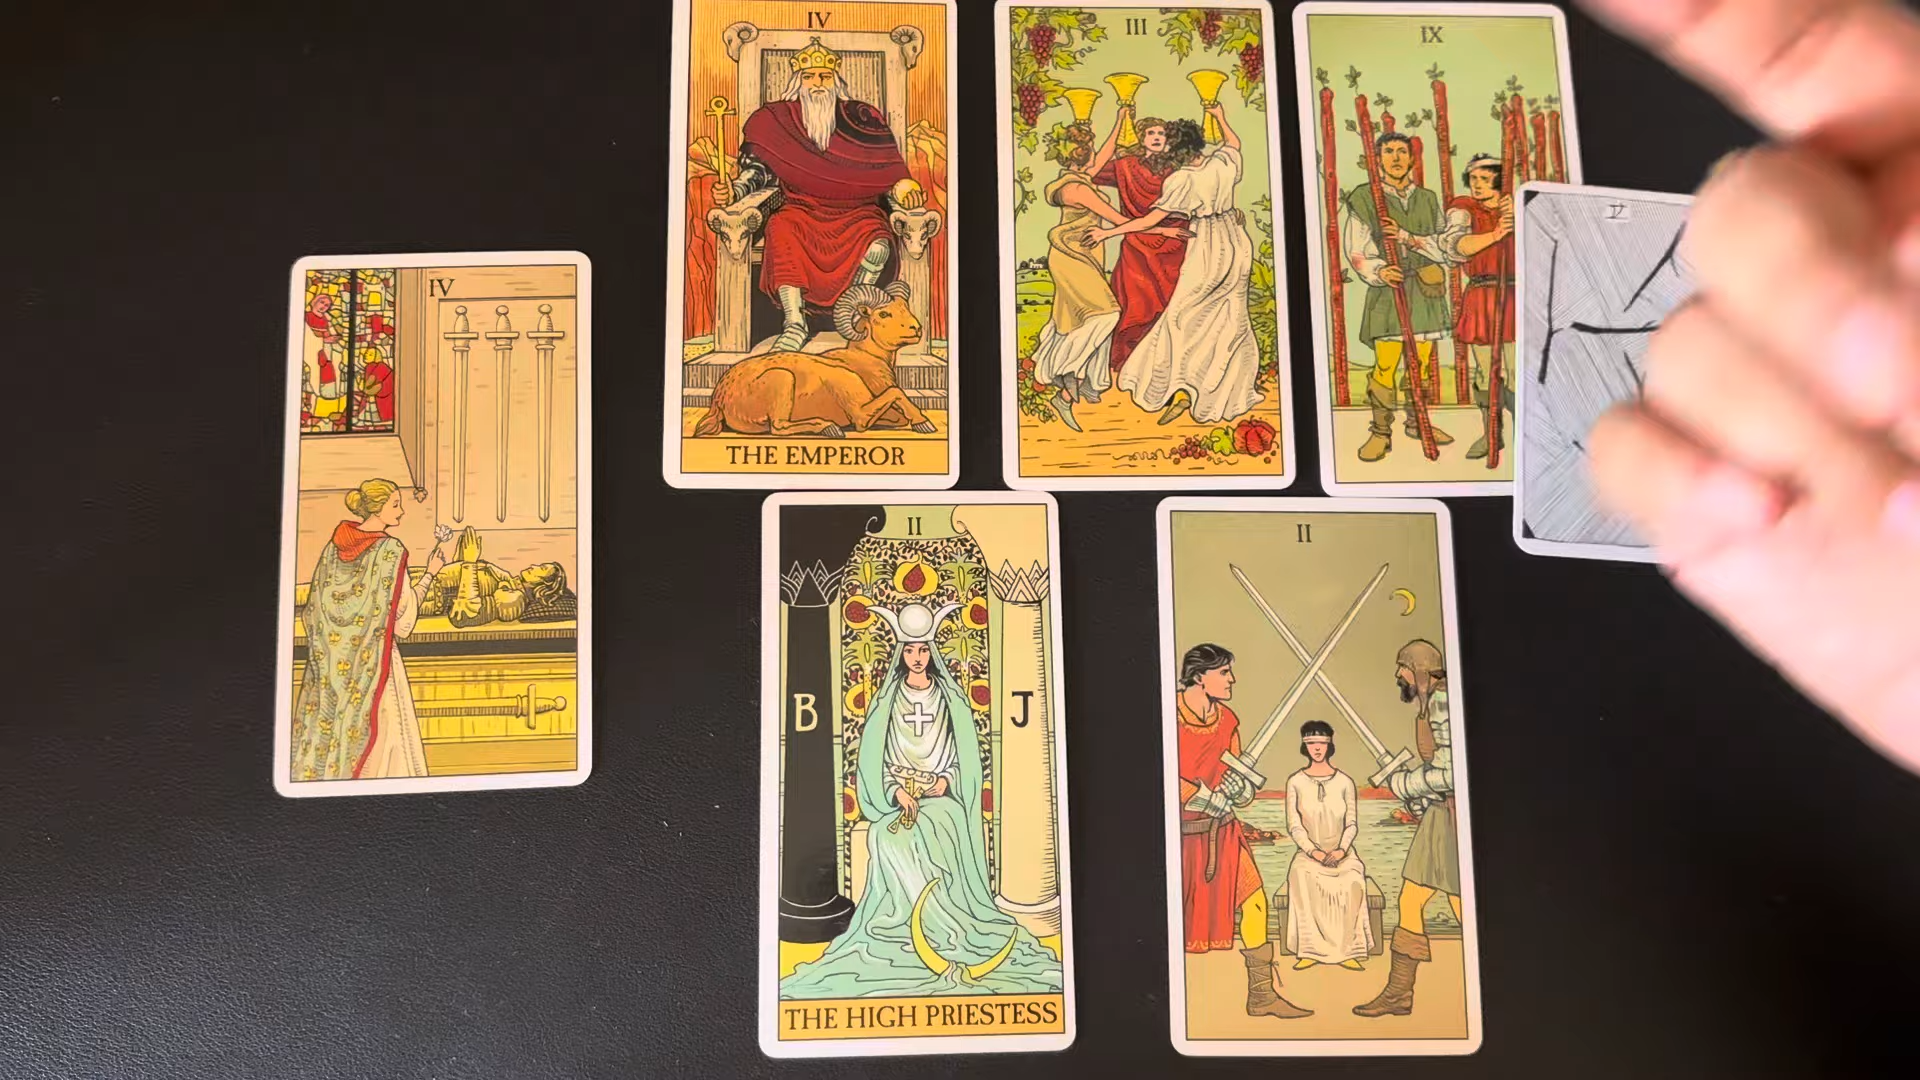 IV
THE EMPEROR
III
IX
IV
V
II
B
J
THE HIGH PRIESTESS
II